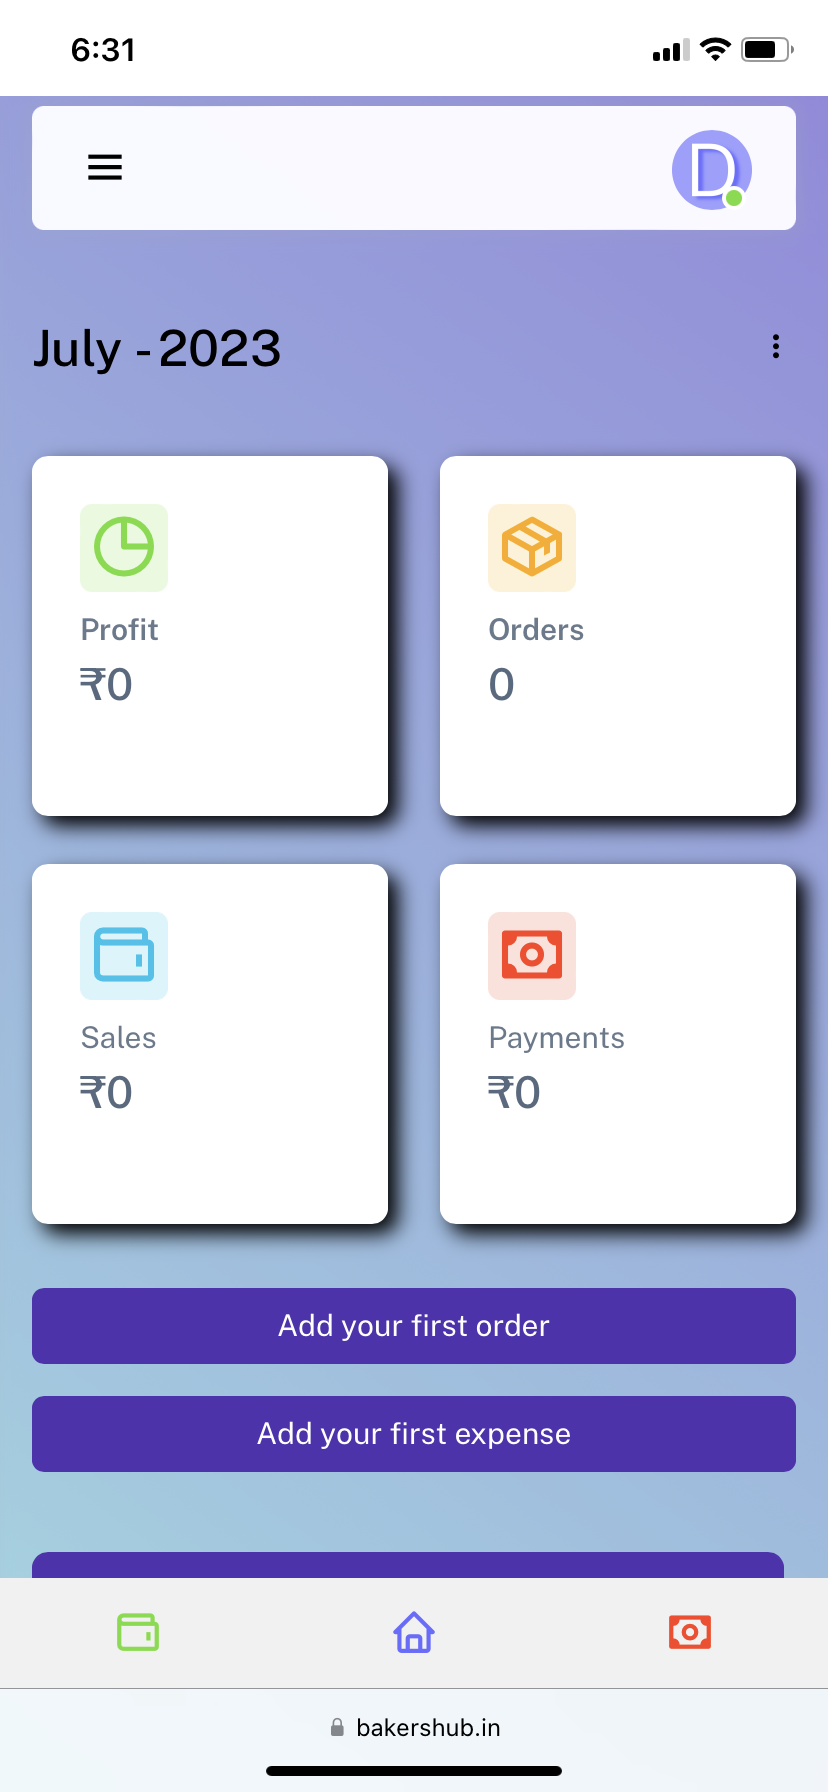 6:31
D
July - 2023
Profit
₹0
Orders
0
Sales
₹0
Payments
₹0
Add your first order
Add your first expense
bakershub.in